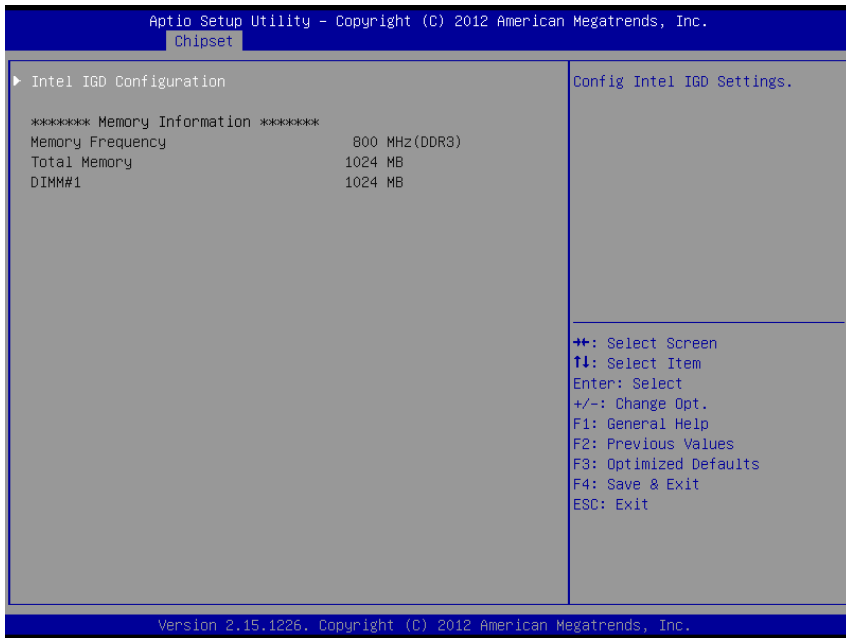 Aptio Setup Utility – Copyright (C) 2012 American Megatrends, Inc.
Chipset
▶ Intel IGD Configuration
******* Memory Information *******
Memory Frequency 800 MHz(DDR3)
Total Memory 1024 MB
DIMM#1 1024 MB
Config Intel IGD Settings.
→←: Select Screen
↑↓: Select Item
Enter: Select
+/-: Change Opt.
F1: General Help
F2: Previous Values
F3: Optimized Defaults
F4: Save & Exit
ESC: Exit
Version 2.15.1226. Copyright (C) 2012 American Megatrends, Inc.